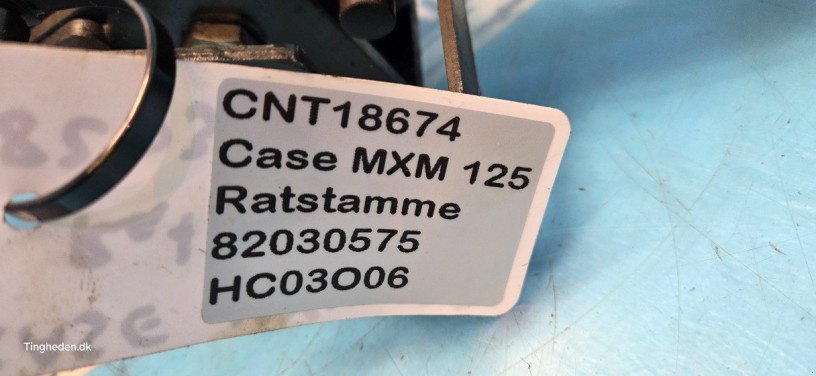 CNT18674
Case MXM 125
Ratstamme
82030575
HC03O06
Tingheden.dk